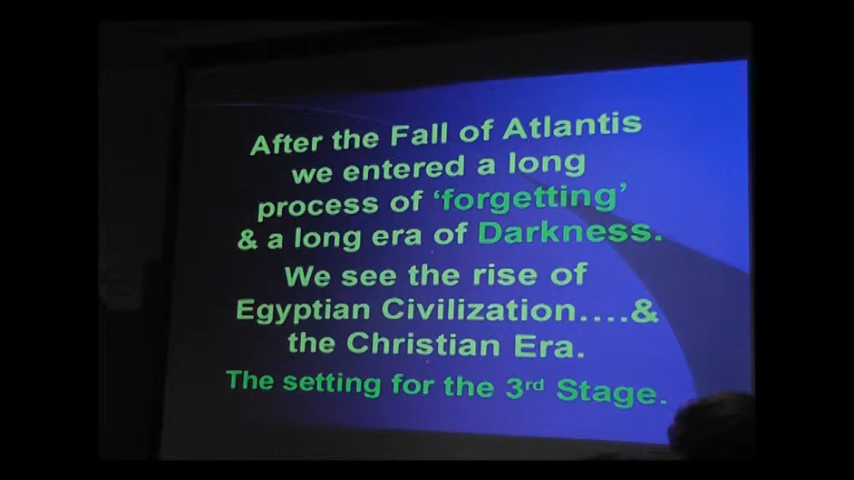 After the Fall of Atlantis
we entered a long
process of ‘forgetting’
& a long era of Darkness.
We see the rise of
Egyptian Civilization....&
the Christian Era.
The setting for the 3rd Stage.